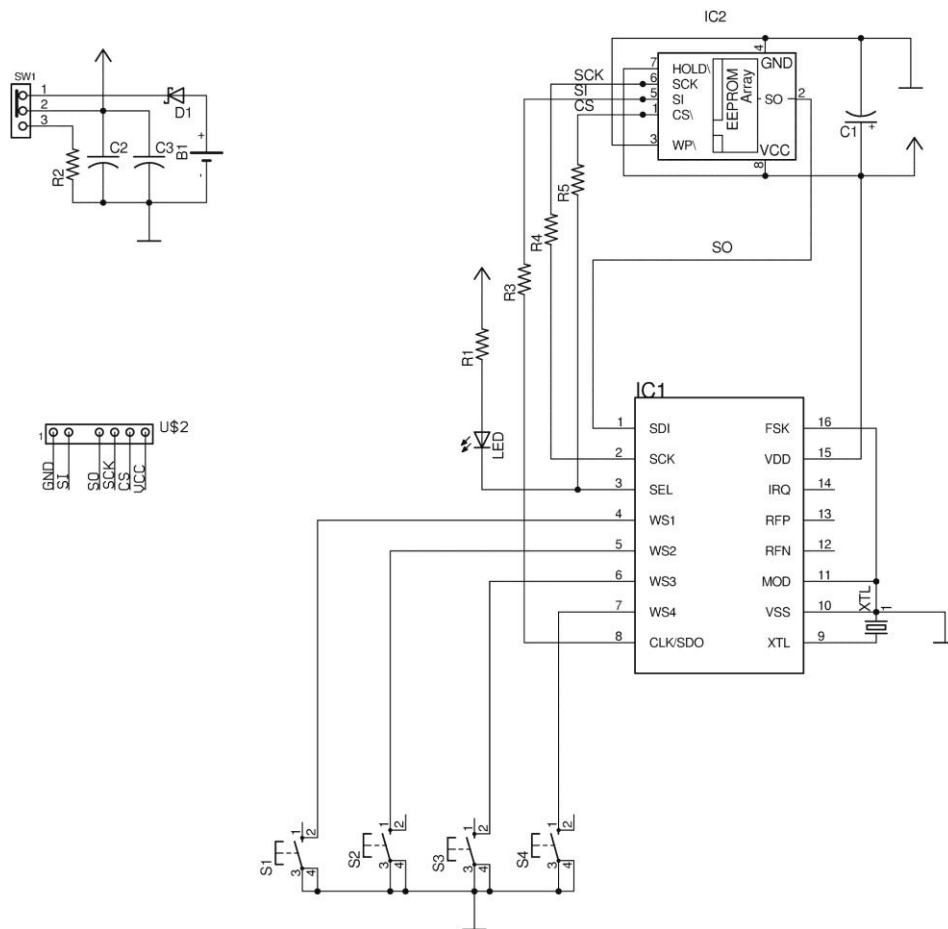 IC2
SW1
1
2
3
D1
C2
C3
B1
+
-
R2
4
GND
7
HOLD\
SCK
6
SCK
SI
5
SI
CS
1
CS\
3
WP\
EEPROM
Array
SO
2
VCC
8
C1
+
R5
R4
R3
R1
SO
LED
U$2
1
GND
SI
SO
SCK
CS
VCC
IC1
1
SDI
FSK
16
2
SCK
VDD
15
3
SEL
IRQ
14
4
WS1
RFP
13
5
WS2
RFN
12
6
WS3
MOD
11
7
WS4
VSS
10
8
CLK/SDO
XTL
9
XTL
1
S1
1
2
3
4
S2
1
2
3
4
S3
1
2
3
4
S4
1
2
3
4